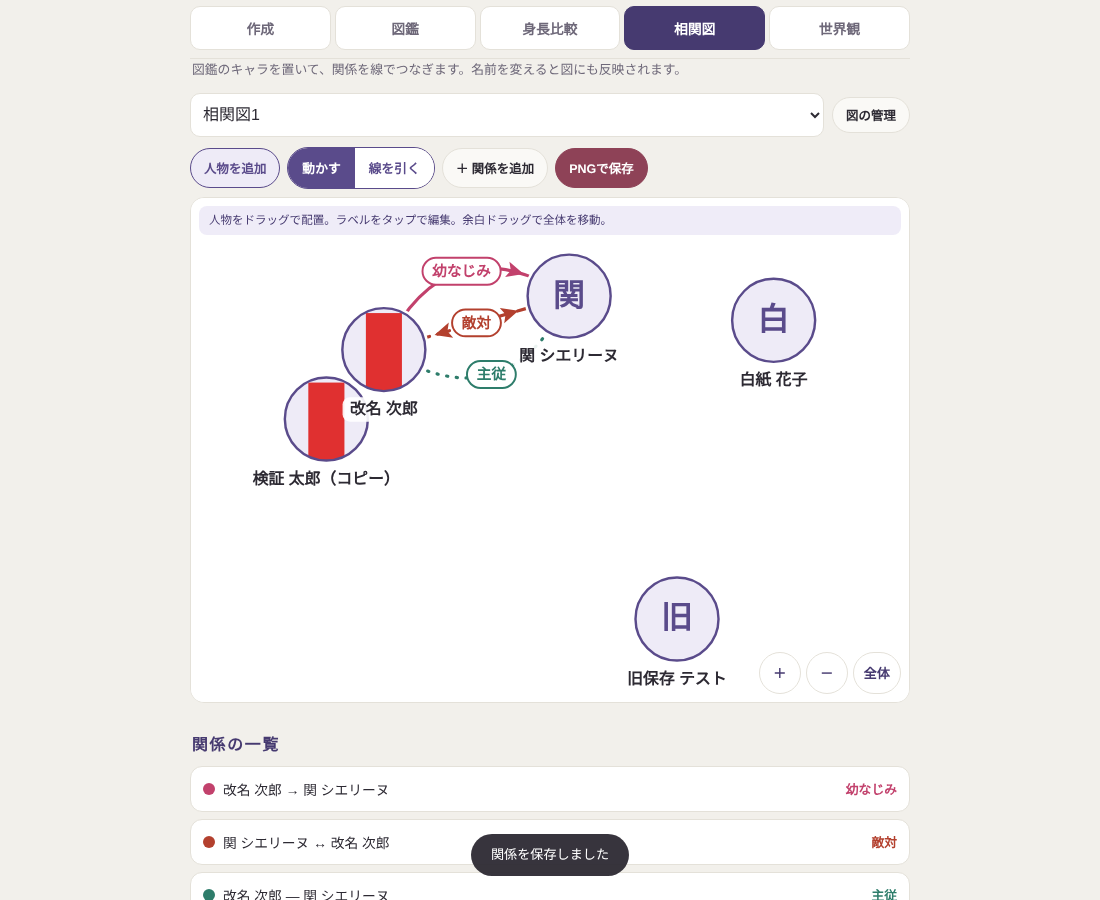 作成
図鑑
身長比較
相関図
世界観
図鑑のキャラを置いて、関係を線でつなぎます。名前を変えると図にも反映されます。
相関図1
図の管理
人物を追加
動かす
線を引く
＋ 関係を追加
PNGで保存
人物をドラッグで配置。ラベルをタップで編集。余白ドラッグで全体を移動。
幼なじみ
関
白
敵対
関 シエリーヌ
主従
白紙 花子
改名 次郎
検証 太郎（コピー）
旧
旧保存 テスト
＋
－
全体
関係の一覧
改名 次郎 → 関 シエリーヌ
幼なじみ
関 シエリーヌ ↔ 改名 次郎
敵対
関係を保存しました
改名 次郎 — 関 シエリーヌ
主従